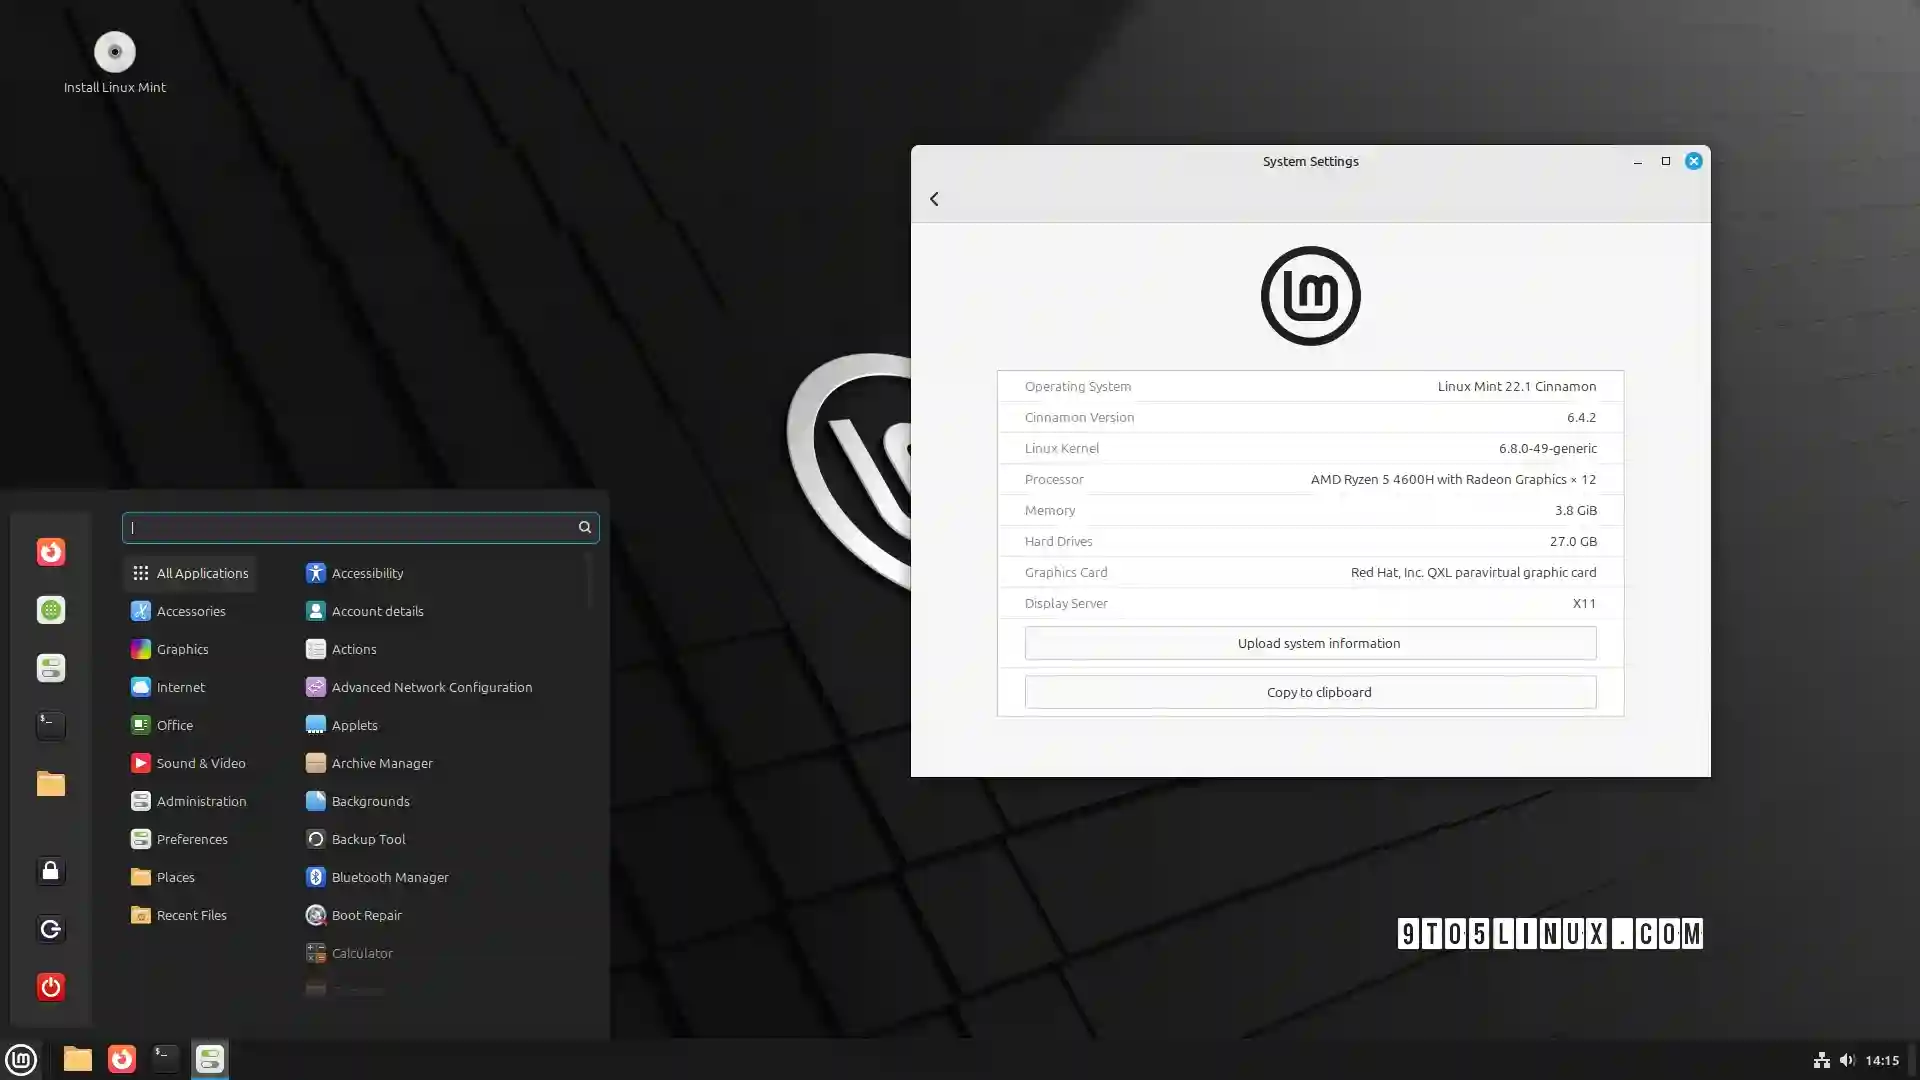 Install Linux Mint
System Settings
Operating System Linux Mint 22.1 Cinnamon
Cinnamon Version 6.4.2
Linux Kernel 6.8.0-49-generic
Processor AMD Ryzen 5 4600H with Radeon Graphics × 12
Memory 3.8 GiB
Hard Drives 27.0 GB
Graphics Card Red Hat, Inc. QXL paravirtual graphic card
Display Server X11
Upload system information
Copy to clipboard
All Applications
Accessories
Graphics
Internet
Office
Sound & Video
Administration
Preferences
Places
Recent Files
Accessibility
Account details
Actions
Advanced Network Configuration
Applets
Archive Manager
Backgrounds
Backup Tool
Bluetooth Manager
Boot Repair
Calculator
9TO5LINUX.COM
14:15